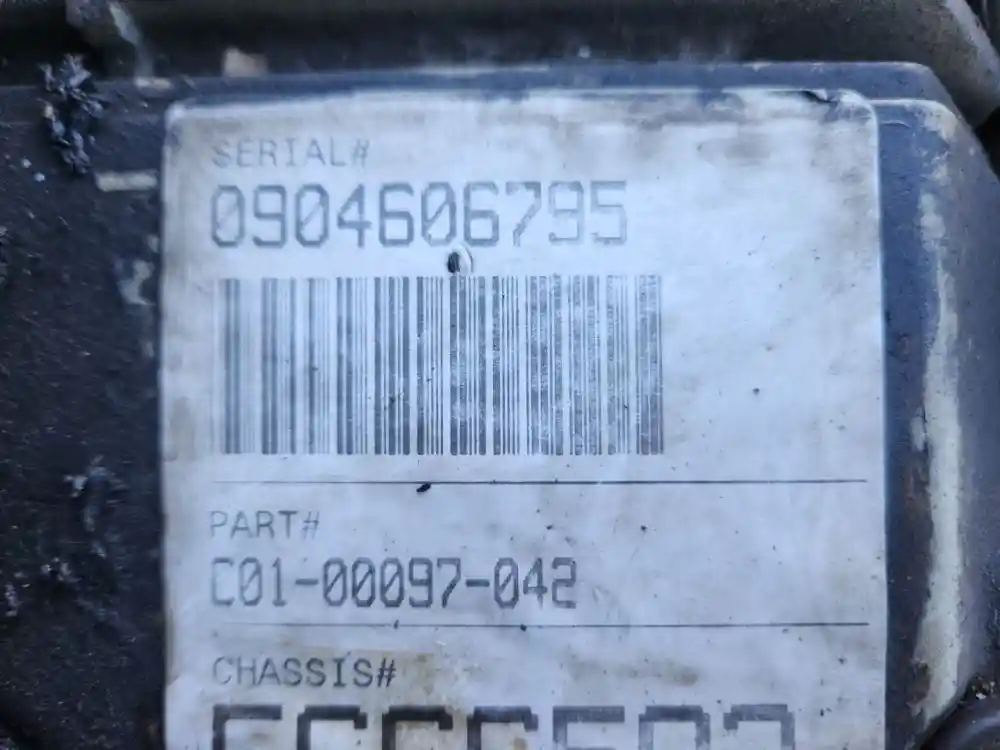 SERIAL#
0904606795
PART#
C01-00097-042
CHASSIS#